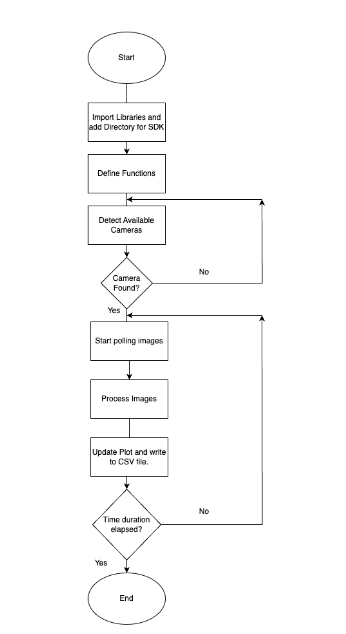 Start
Import Libraries and
add Directory for SDK
Define Functions
Detect Available
Cameras
Camera
Found?
No
Yes
Start polling images
Process Images
Update Plot and write
to CSV file.
Time duration
elapsed?
No
Yes
End